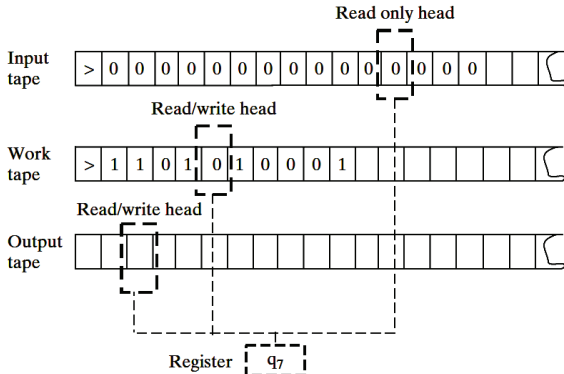 Read only head
Input tape
> 0 0 0 0 0 0 0 0 0 0 0 0 0 0 0
Read/write head
Work tape
> 1 1 0 1 0 1 0 0 0 1
Read/write head
Output tape
Register q7